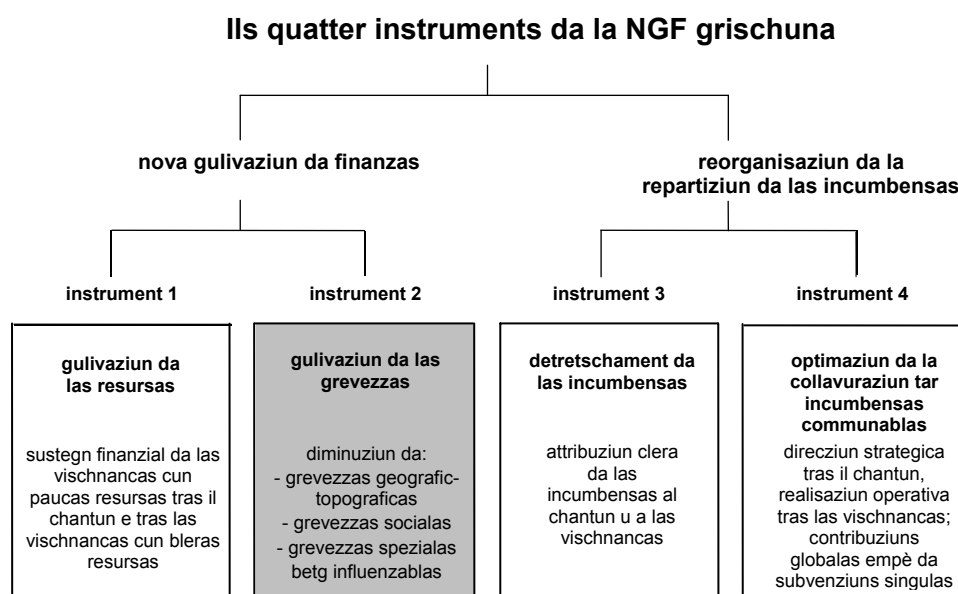 Ils quatter instruments da la NGF grischuna
nova gulivaziun da finanzas
reorganisaziun da la
repartiziun da las incumbensas
instrument 1
instrument 2
instrument 3
instrument 4
gulivaziun da
las resursas
sustegn finanzial da las
vischnancas cun
paucas resursas tras il
chantun e tras las
vischnancas cun bleras
resursas
gulivaziun da las
grevezzas
diminuziun da:
- grevezzas geografic-
topograficas
- grevezzas socialas
- grevezzas spezialas
betg influenzablas
detretschament da
las incumbensas
attribuziun clera
da las
incumbensas al
chantun u a las
vischnancas
optimaziun da la
collavuraziun tar
incumbensas
communablas
direcziun strategica
tras il chantun,
realisaziun operativa
tras las vischnancas;
contribuziuns
globalas empè da
subvenziuns singulas